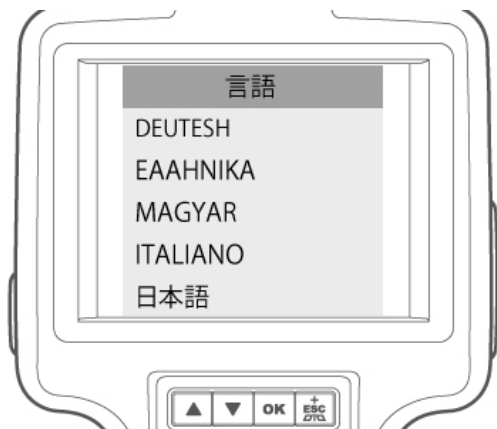 言語
DEUTESH
EAAHNIKA
MAGYAR
ITALIANO
日本語
▲ ▼ OK +ESC